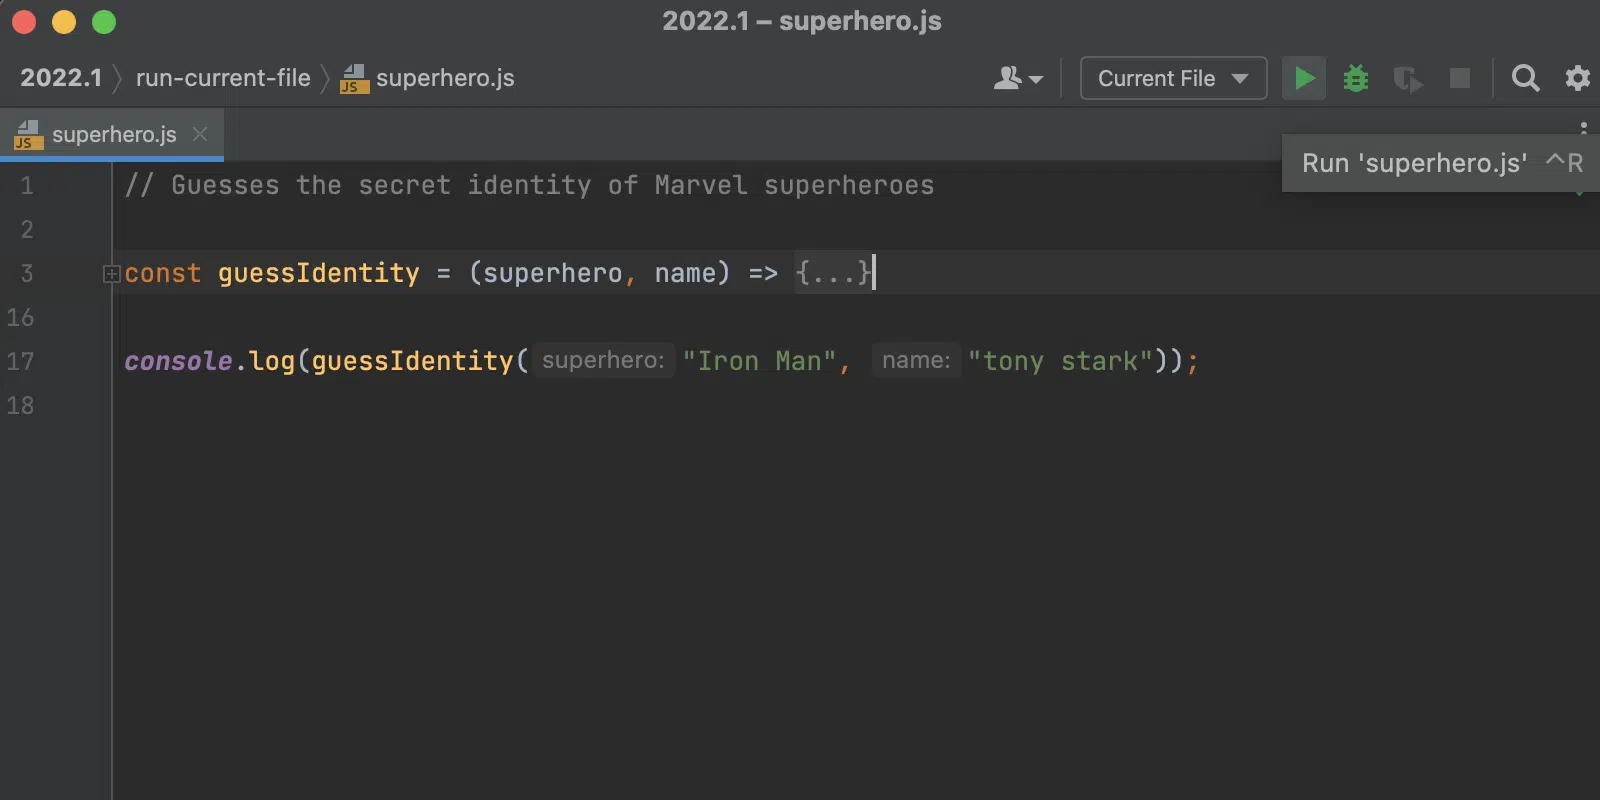 2022.1 – superhero.js
2022.1 run-current-file JS superhero.js Current File
JS superhero.js
Run 'superhero.js' ^R
1 // Guesses the secret identity of Marvel superheroes
2
3 const guessIdentity = (superhero, name) => {...}
16
17 console.log(guessIdentity( superhero: "Iron Man", name: "tony stark"));
18